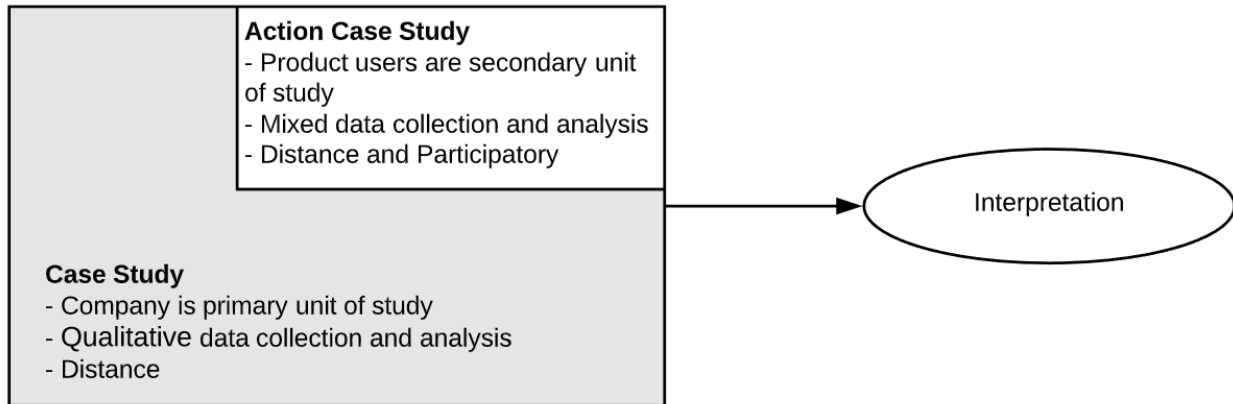 Action Case Study
- Product users are secondary unit
of study
- Mixed data collection and analysis
- Distance and Participatory
Interpretation
Case Study
- Company is primary unit of study
- Qualitative data collection and analysis
- Distance